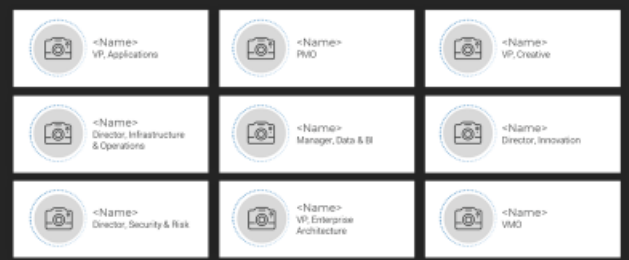 <Name>
VP, Applications
<Name>
PMO
<Name>
VP, Creative
<Name>
Director, Infrastructure
& Operations
<Name>
Manager, Data & BI
<Name>
Director, Innovation
<Name>
Director, Security & Risk
<Name>
VP, Enterprise
Architecture
<Name>
VMO